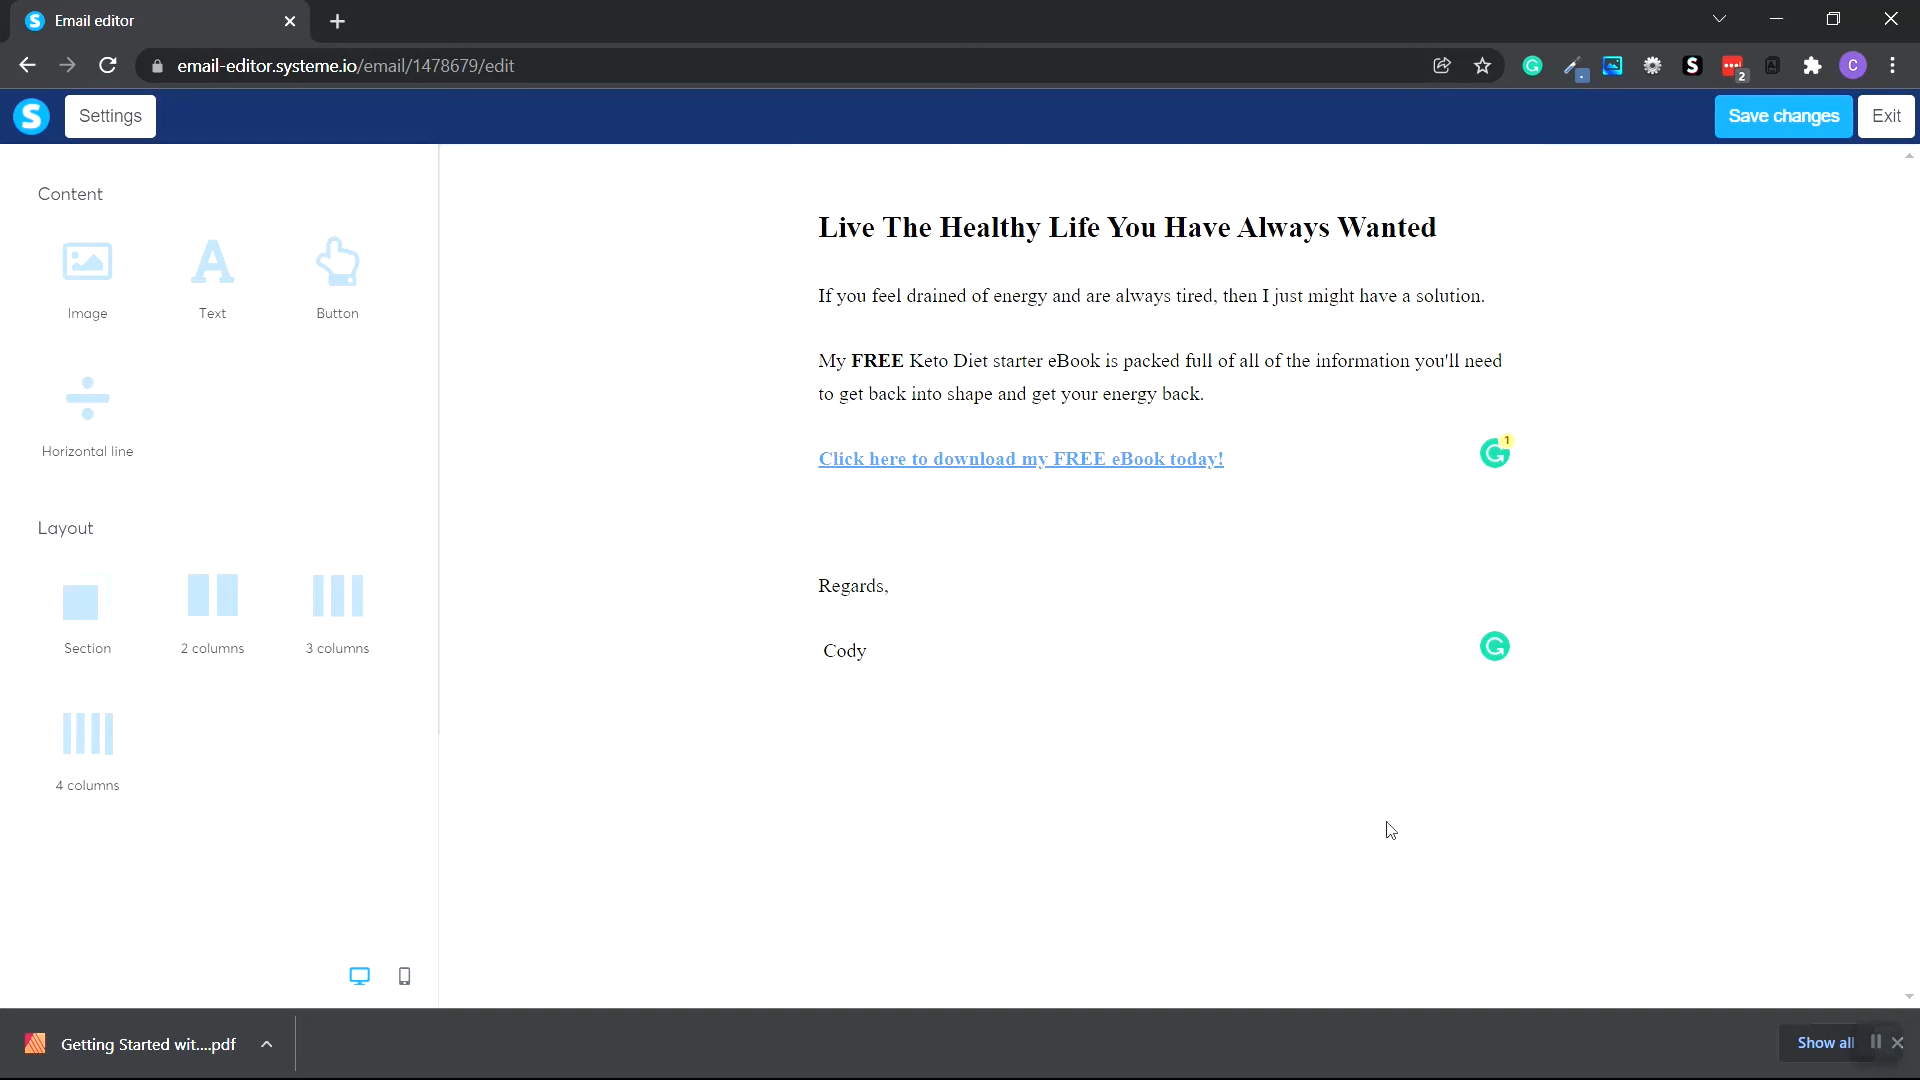 Email editor
email-editor.systeme.io/email/1478679/edit
2
C
S
Settings
Save changes
Exit
Content
Image
Text
Button
Horizontal line
Layout
Section
2 columns
3 columns
4 columns
Live The Healthy Life You Have Always Wanted
If you feel drained of energy and are always tired, then I just might have a solution.
My FREE Keto Diet starter eBook is packed full of all of the information you'll need
to get back into shape and get your energy back.
Click here to download my FREE eBook today!
1
Regards,
Cody
Getting Started wit....pdf
Show all